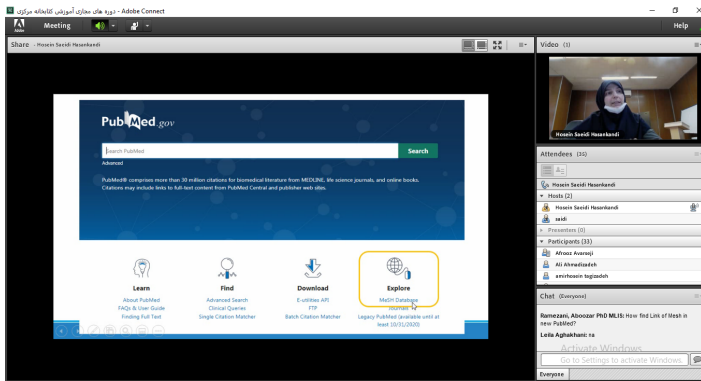 دوره های مجازی آموزشی کتابخانه مرکزی - Adobe Connect
Adobe
Meeting
Help
Share - Hosein Saeidi Hasankandi
PubMed.gov
Search PubMed
Search
Advanced
PubMed® comprises more than 30 million citations for biomedical literature from MEDLINE, life science journals, and online books.
Citations may include links to full-text content from PubMed Central and publisher web sites.
Learn
About PubMed
FAQs & User Guide
Finding Full Text
Find
Advanced Search
Clinical Queries
Single Citation Matcher
Download
E-utilities API
FTP
Batch Citation Matcher
Explore
MeSH Database
Journals
Legacy PubMed (available until at
least 10/31/2020)
Video (1)
Hosein Saeidi Hasankandi
Attendees (35)
Hosein Saeidi Hasankandi
Hosts (2)
Hosein Saeidi Hasankandi
saidi
Presenters (0)
Participants (33)
Afrooz Avarseji
Ali Ahmadizadeh
amirhosein tagizadeh
Chat (Everyone)
Ramezani, Aboozar PhD MLIS: How find Link of Mesh in
new PubMed?
Leila Aghakhani: na
Activate Windows
Go to Settings to activate Windows.
Everyone